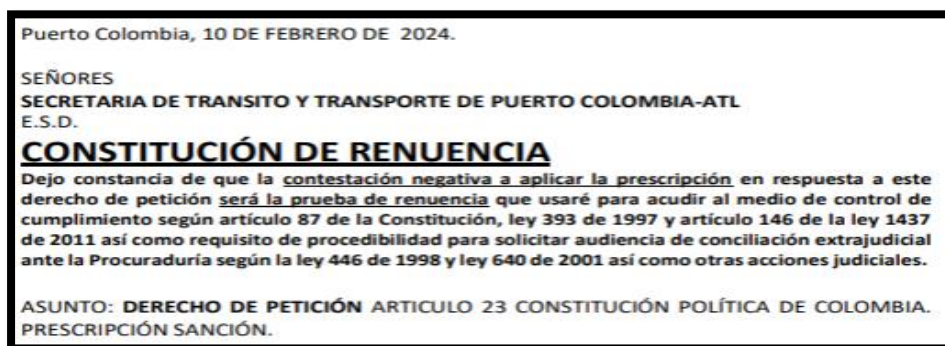 Puerto Colombia, 10 DE FEBRERO DE 2024.
SEÑORES
SECRETARIA DE TRANSITO Y TRANSPORTE DE PUERTO COLOMBIA-ATL
E.S.D.
CONSTITUCIÓN DE RENUENCIA
Dejo constancia de que la contestación negativa a aplicar la prescripción en respuesta a este
derecho de petición será la prueba de renuencia que usaré para acudir al medio de control de
cumplimiento según artículo 87 de la Constitución, ley 393 de 1997 y artículo 146 de la ley 1437
de 2011 así como requisito de procedibilidad para solicitar audiencia de conciliación extrajudicial
ante la Procuraduría según la ley 446 de 1998 y ley 640 de 2001 así como otras acciones judiciales.
ASUNTO: DERECHO DE PETICIÓN ARTICULO 23 CONSTITUCIÓN POLÍTICA DE COLOMBIA.
PRESCRIPCIÓN SANCIÓN.